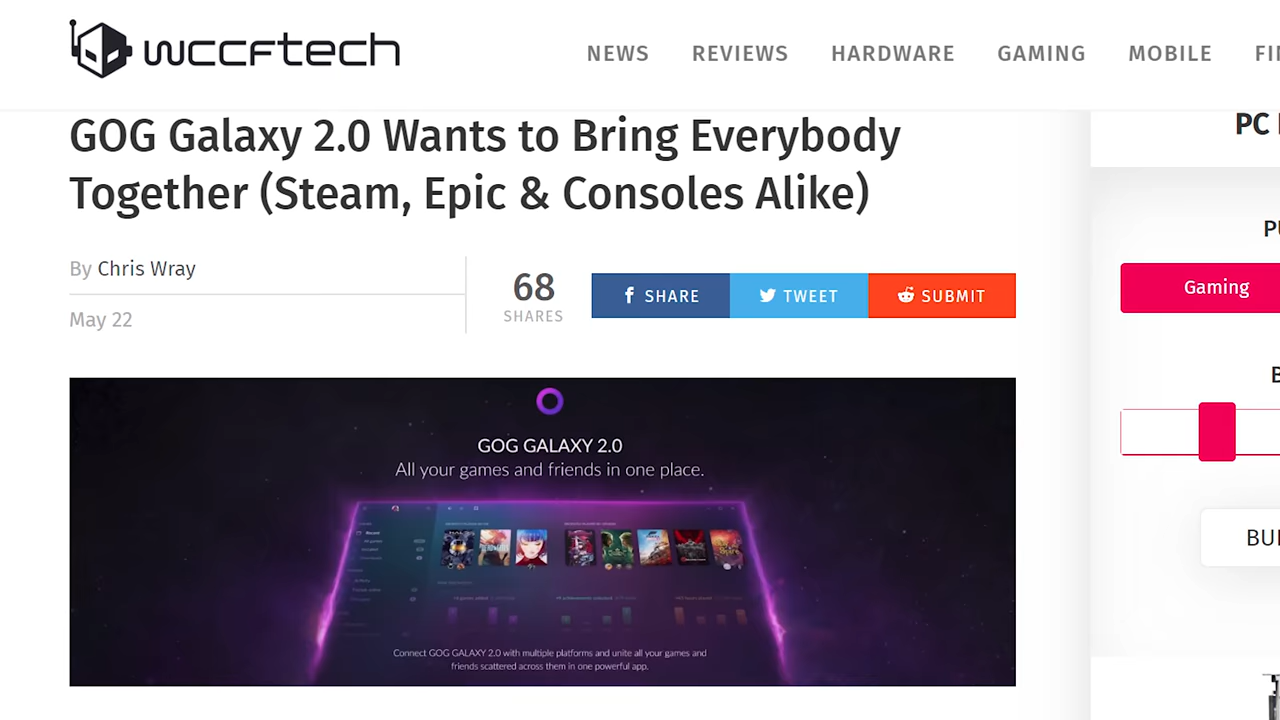 wccftech
NEWS REVIEWS HARDWARE GAMING MOBILE FI
GOG Galaxy 2.0 Wants to Bring Everybody
Together (Steam, Epic & Consoles Alike)
By Chris Wray
May 22
68
SHARES
SHARE
TWEET
SUBMIT
GOG GALAXY 2.0
All your games and friends in one place.
Connect GOG GALAXY 2.0 with multiple platforms and unite all your games and
friends scattered across them in one powerful app.
PC
Gaming
BUI